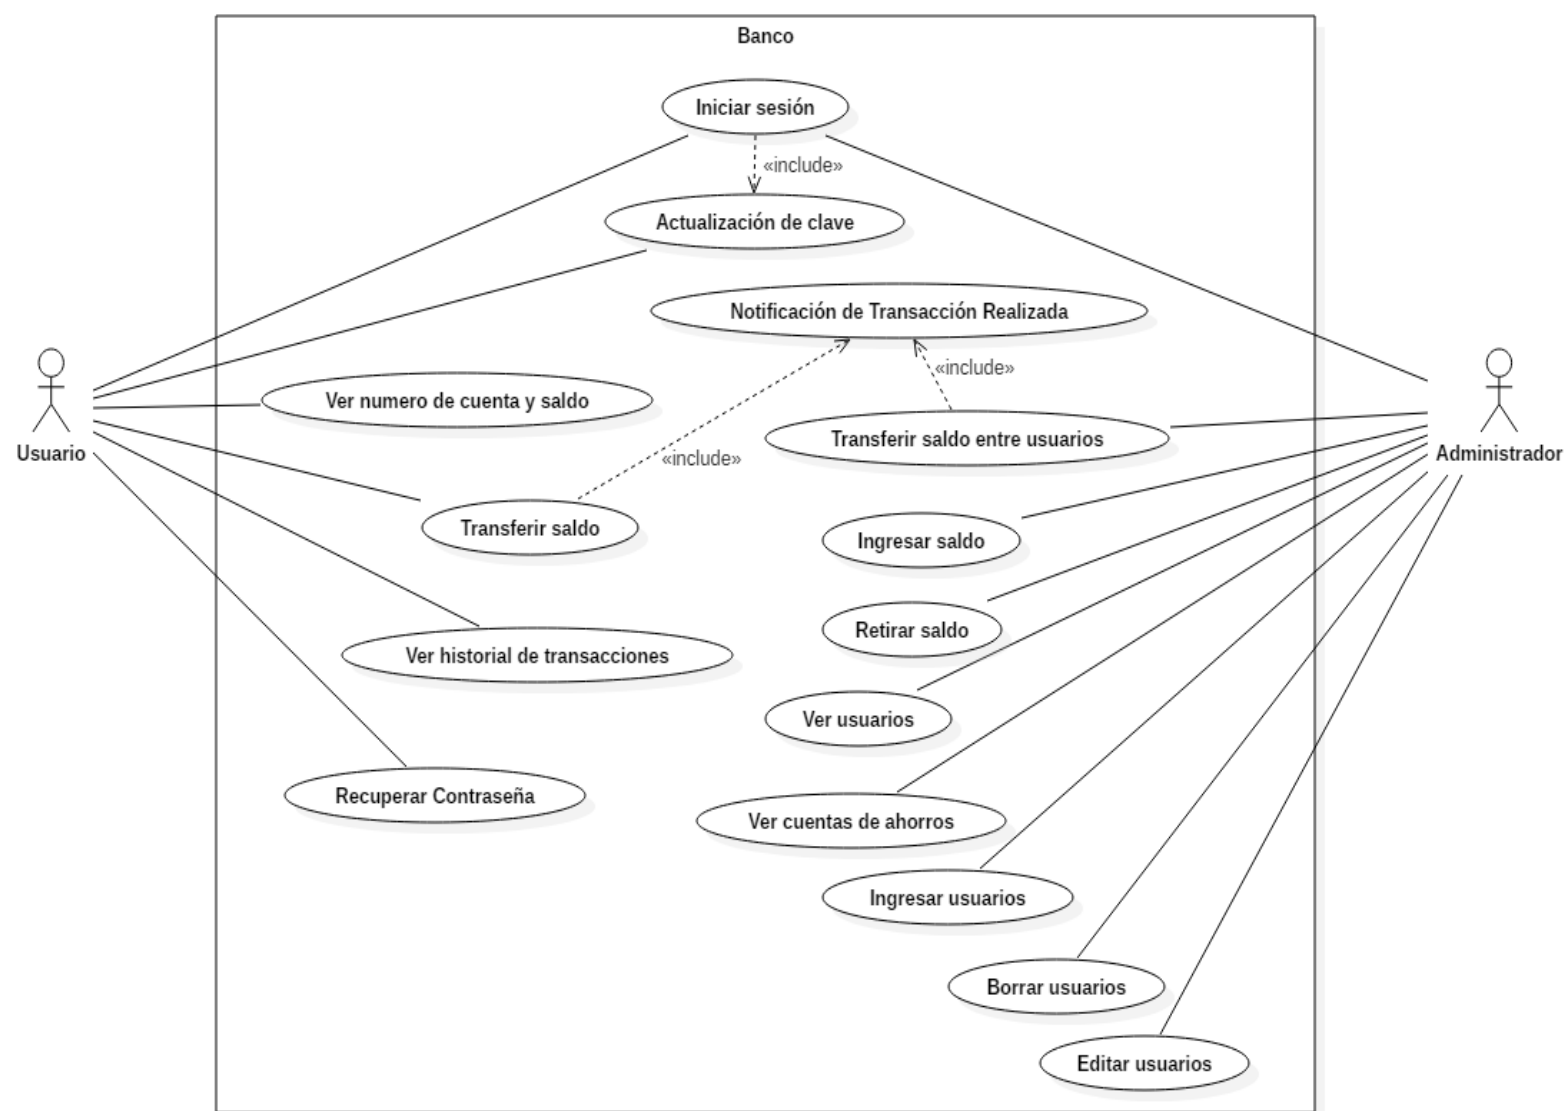 Banco
Iniciar sesión
«include»
Actualización de clave
Notificación de Transacción Realizada
«include»
Ver numero de cuenta y saldo
Transferir saldo entre usuarios
Usuario
Administrador
«include»
Transferir saldo
Ingresar saldo
Retirar saldo
Ver historial de transacciones
Ver usuarios
Recuperar Contraseña
Ver cuentas de ahorros
Ingresar usuarios
Borrar usuarios
Editar usuarios